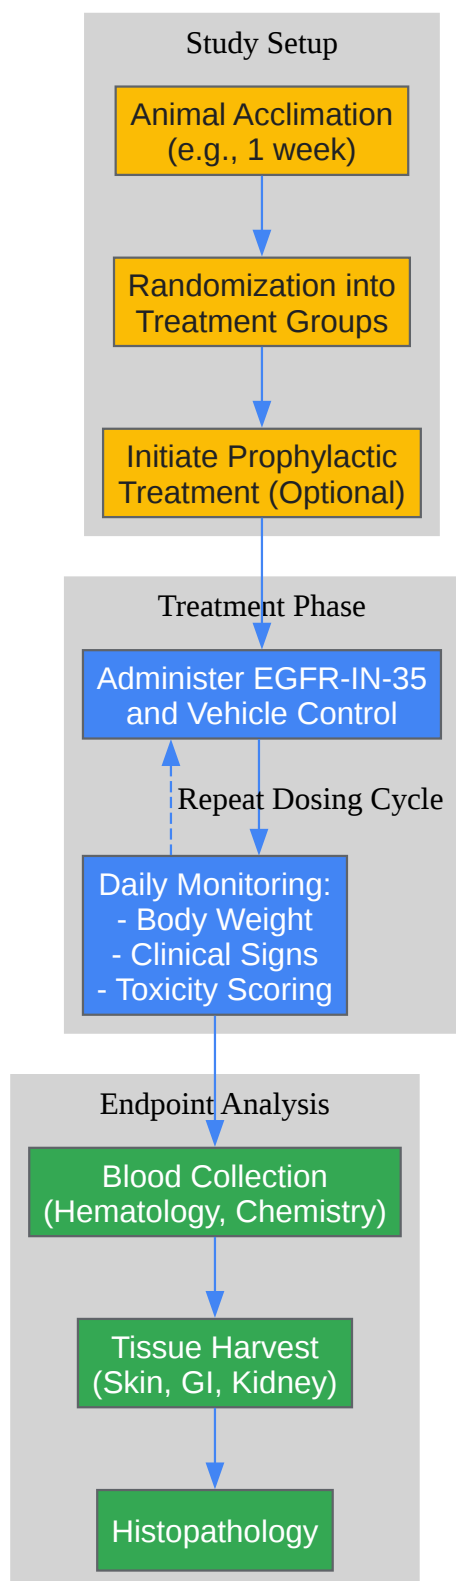 Study Setup
Animal Acclimation
(e.g., 1 week)
Randomization into
Treatment Groups
Initiate Prophylactic
Treatment (Optional)
Treatment Phase
Administer EGFR-IN-35
and Vehicle Control
Repeat Dosing Cycle
Daily Monitoring:
- Body Weight
- Clinical Signs
- Toxicity Scoring
Endpoint Analysis
Blood Collection
(Hematology, Chemistry)
Tissue Harvest
(Skin, GI, Kidney)
Histopathology